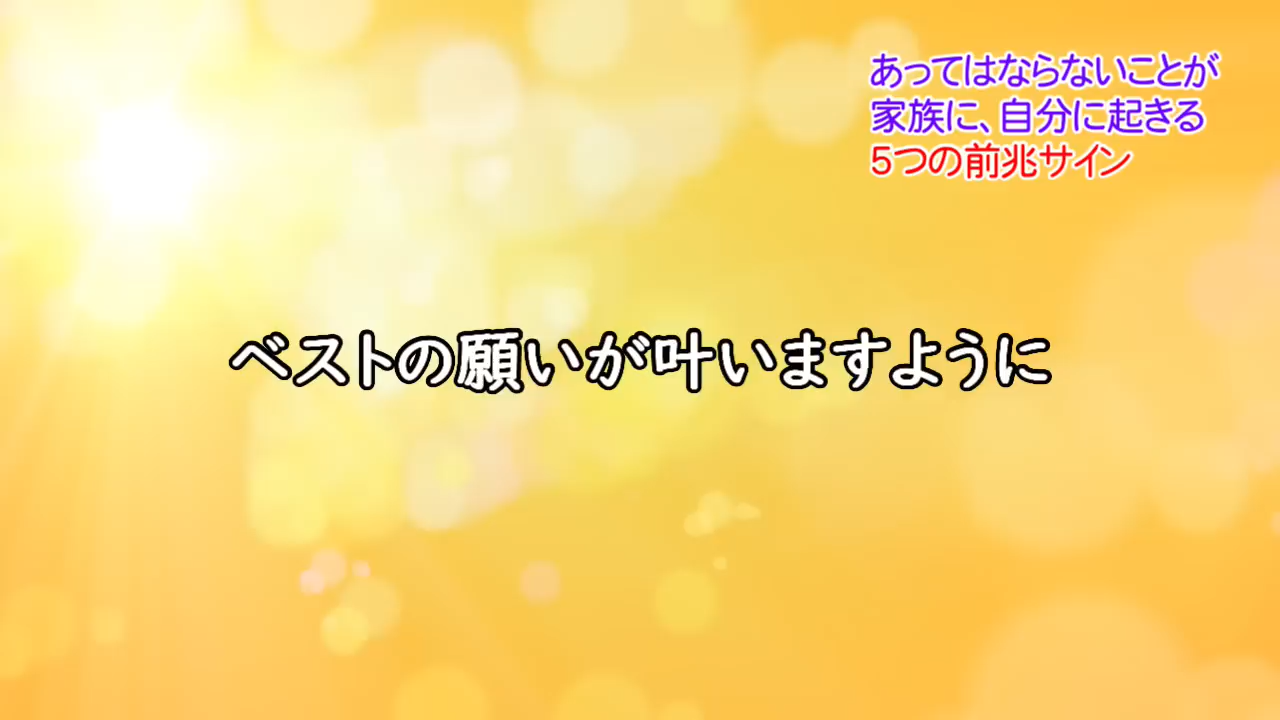 あってはならないことが
家族に、自分に起きる
５つの前兆サイン
ベストの願いが叶いますように